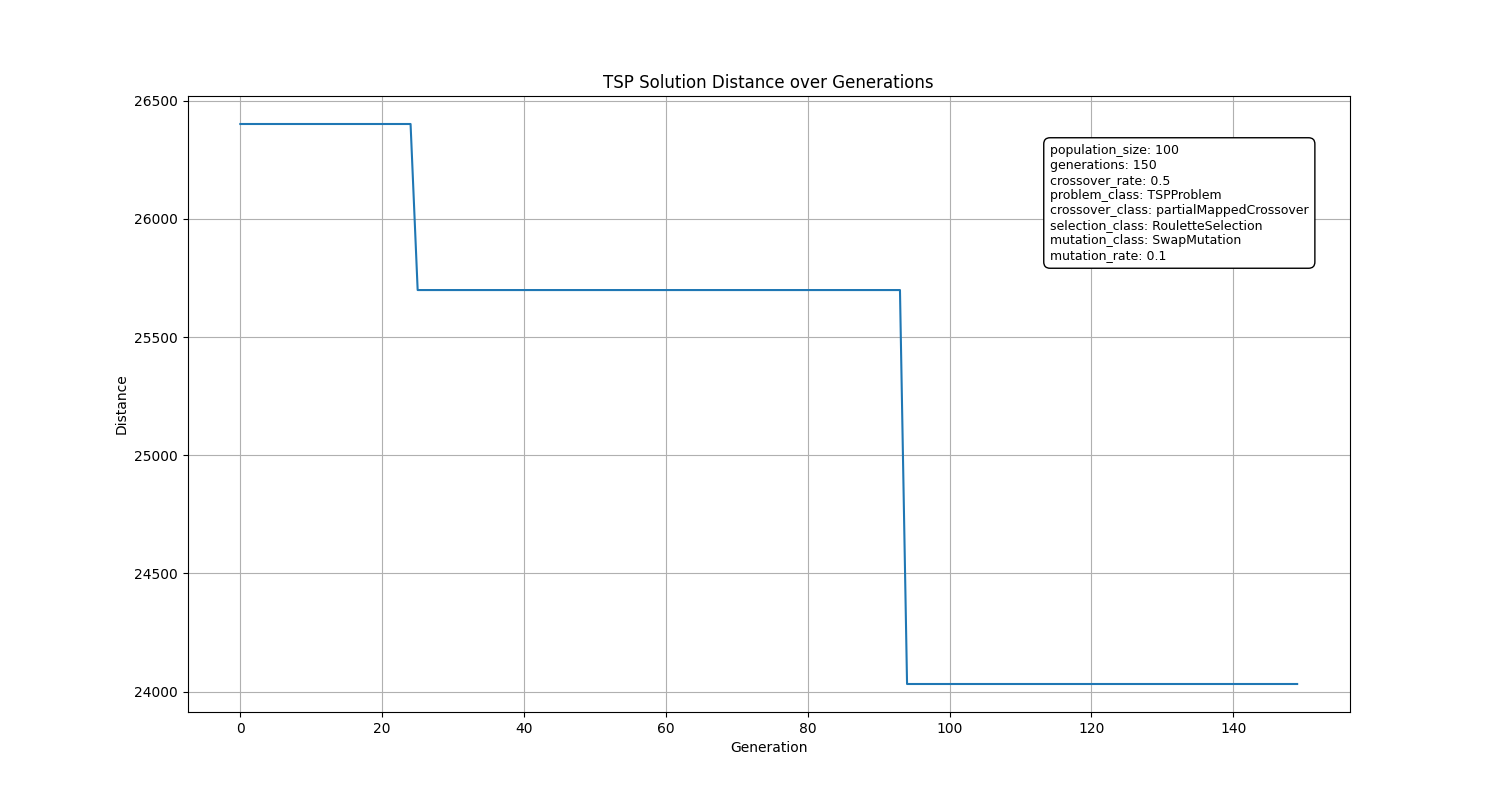 TSP Solution Distance over Generations
26500
26000
25500
25000
24500
24000
Distance
population_size: 100
generations: 150
crossover_rate: 0.5
problem_class: TSPProblem
crossover_class: partialMappedCrossover
selection_class: RouletteSelection
mutation_class: SwapMutation
mutation_rate: 0.1
0 20 40 60 80 100 120 140
Generation